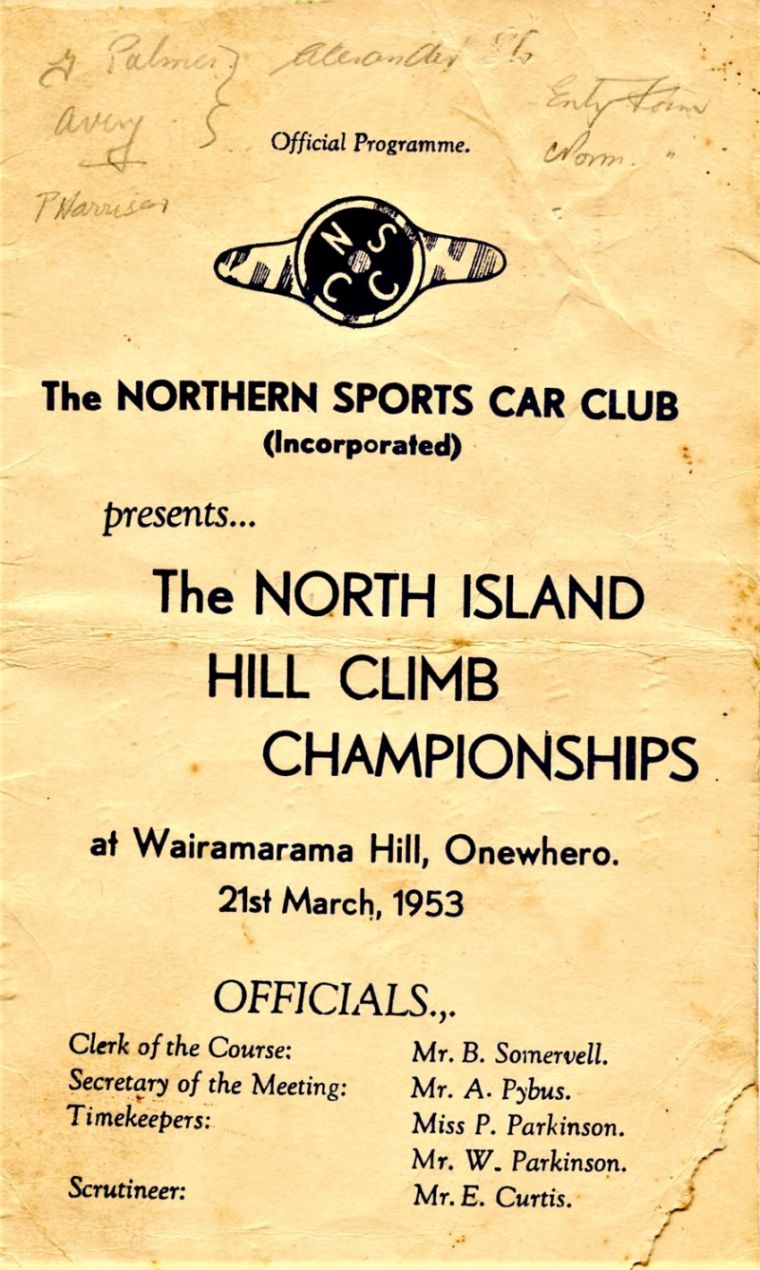 Palmer } Alexander
Avery
Entry Form
Norm. "
P Harrison
Official Programme.
N S
C C
The NORTHERN SPORTS CAR CLUB
(Incorporated)
presents...
The NORTH ISLAND
HILL CLIMB
CHAMPIONSHIPS
at Wairamarama Hill, Onewhero.
21st March, 1953
OFFICIALS.,.
Clerk of the Course: Mr. B. Somervell.
Secretary of the Meeting: Mr. A. Pybus.
Timekeepers: Miss P. Parkinson.
Mr. W. Parkinson.
Scrutineer: Mr. E. Curtis.